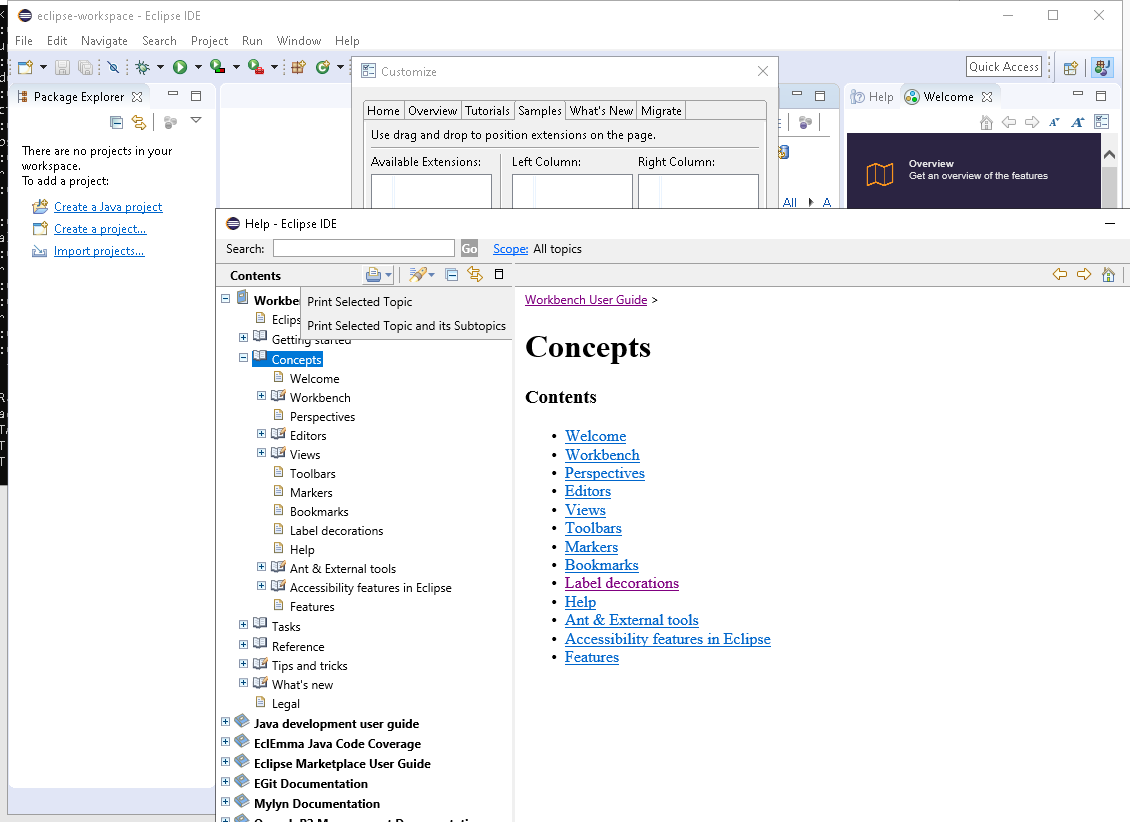 eclipse-workspace - Eclipse IDE
File Edit Navigate Search Project Run Window Help
Quick Access
Package Explorer
There are no projects in your
workspace.
To add a project:
Create a Java project
Create a project...
Import projects...
Customize
Home Overview Tutorials Samples What's New Migrate
Use drag and drop to position extensions on the page.
Available Extensions: Left Column: Right Column:
All A
Help Welcome
Overview
Get an overview of the features
Help - Eclipse IDE
Search: Go Scope: All topics
Contents
Print Selected Topic
Print Selected Topic and its Subtopics
Workbe
Eclips
Getting started
Concepts
Welcome
Workbench
Perspectives
Editors
Views
Toolbars
Markers
Bookmarks
Label decorations
Help
Ant & External tools
Accessibility features in Eclipse
Features
Tasks
Reference
Tips and tricks
What's new
Legal
Java development user guide
EclEmma Java Code Coverage
Eclipse Marketplace User Guide
EGit Documentation
Mylyn Documentation
Workbench User Guide >
Concepts
Contents
• Welcome
• Workbench
• Perspectives
• Editors
• Views
• Toolbars
• Markers
• Bookmarks
• Label decorations
• Help
• Ant & External tools
• Accessibility features in Eclipse
• Features